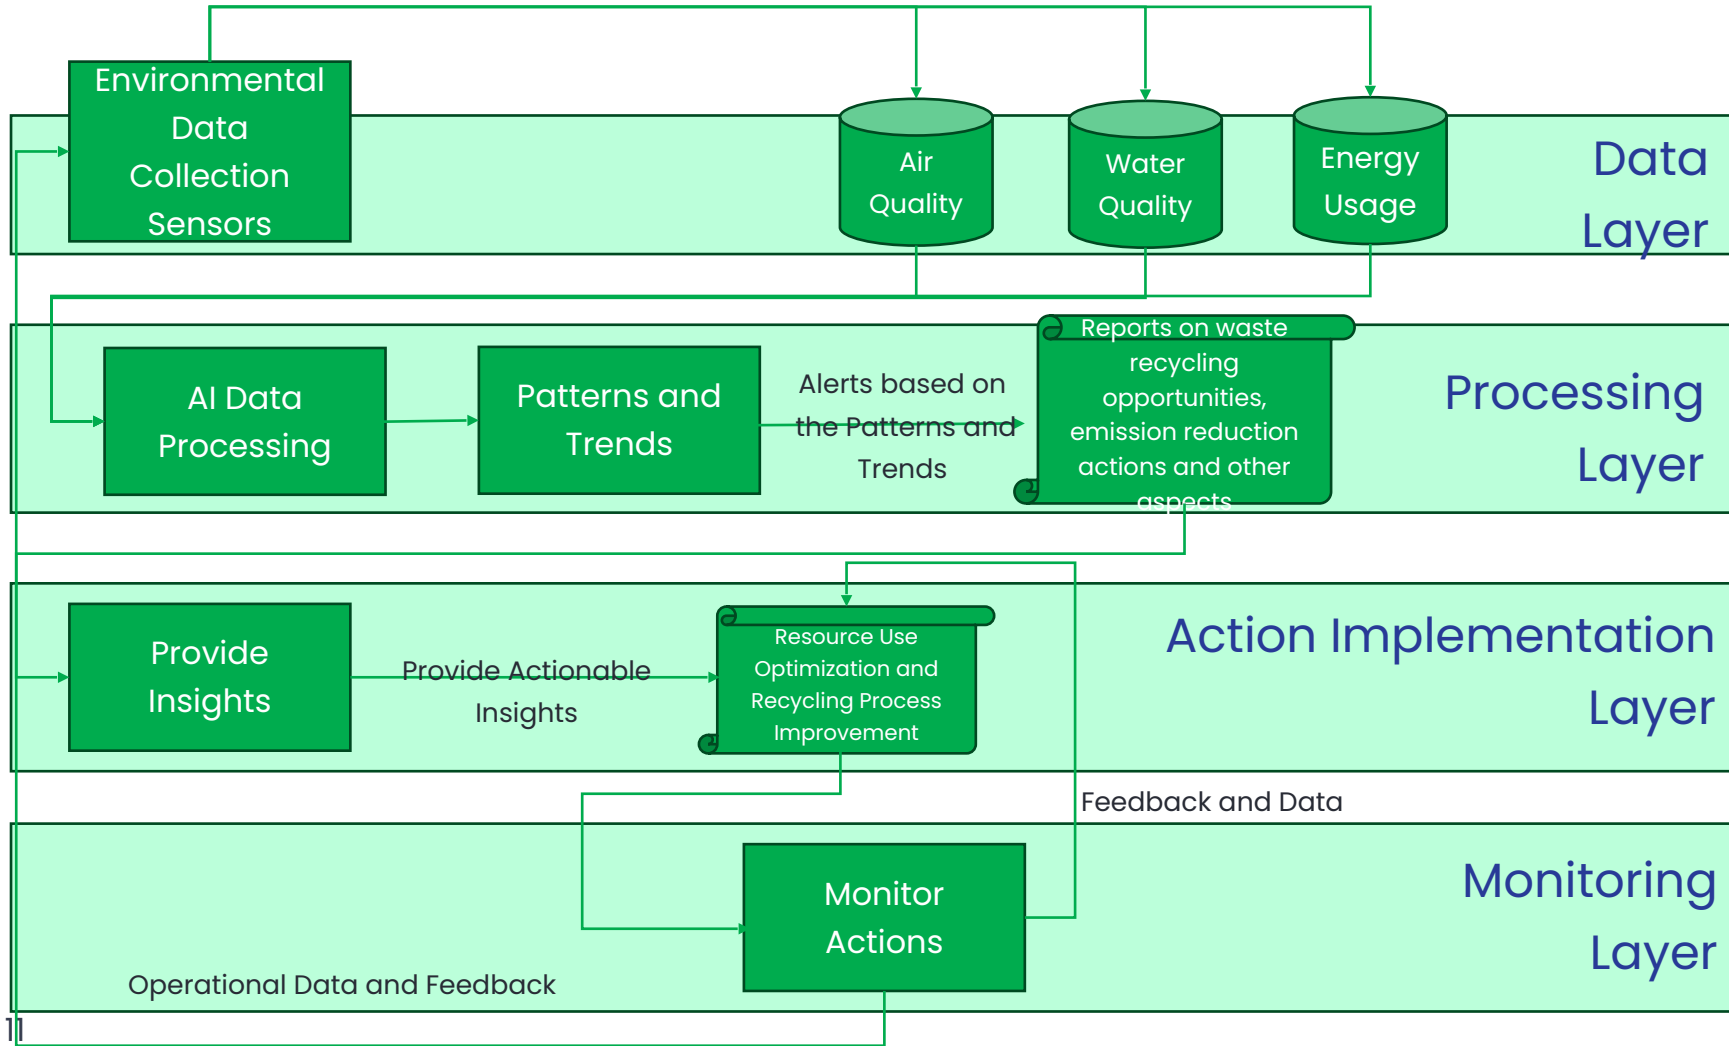 Environmental
Data
Collection
Sensors
Air
Quality
Water
Quality
Energy
Usage
Data
Layer
AI Data
Processing
Patterns and
Trends
Alerts based on
the Patterns and
Trends
Reports on waste
recycling
opportunities,
emission reduction
actions and other
aspects
Processing
Layer
Provide
Insights
Provide Actionable
Insights
Resource Use
Optimization and
Recycling Process
Improvement
Action Implementation
Layer
Feedback and Data
Monitor
Actions
Monitoring
Layer
Operational Data and Feedback
11